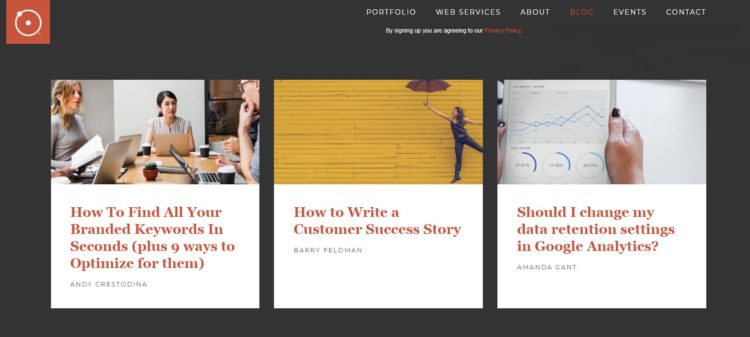 PORTFOLIO WEB SERVICES ABOUT BLOG EVENTS CONTACT
By signing up you are agreeing to our Privacy Policy.
How To Find All Your
Branded Keywords In
Seconds (plus 9 ways to
Optimize for them)
ANDY CRESTODINA
How to Write a
Customer Success Story
BARRY FELDMAN
Should I change my
data retention settings
in Google Analytics?
AMANDA GANT